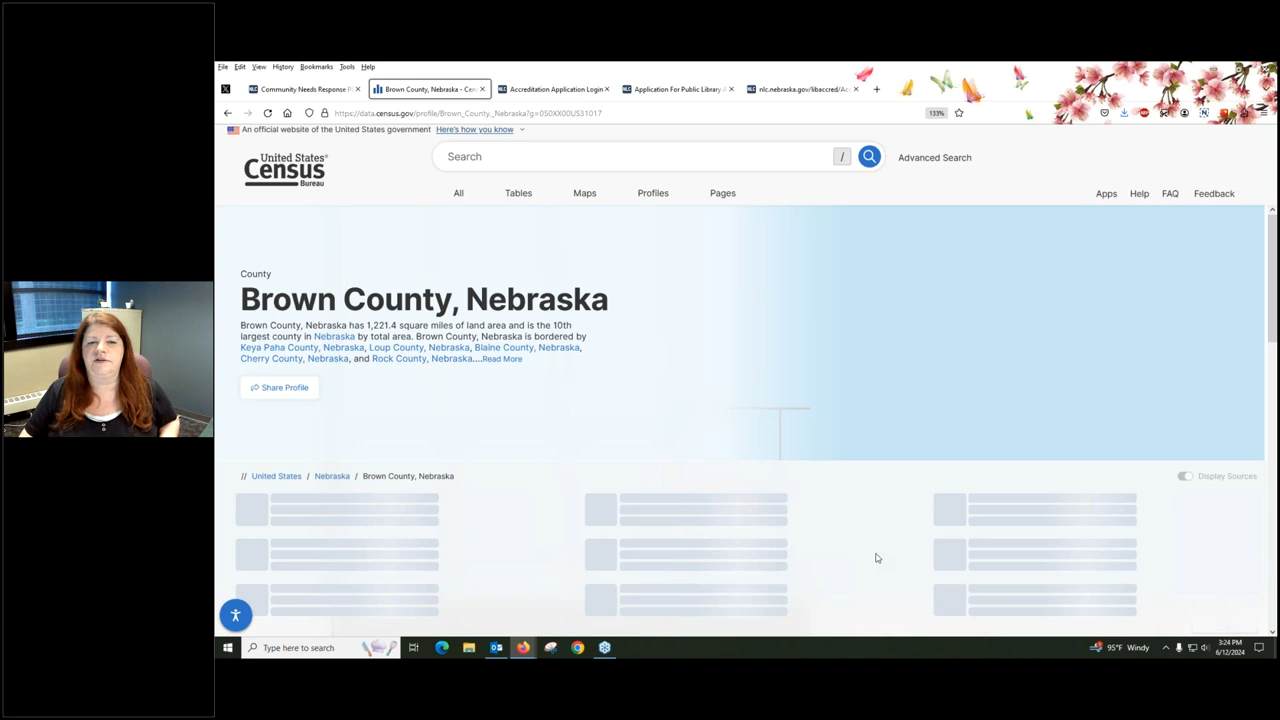 File Edit View History Bookmarks Tools Help
Community Needs Response P
Brown County, Nebraska - Cen
Accreditation Application Login
Application For Public Library A
nlc.nebraska.gov/libaccred/Acc
https://data.census.gov/profile/Brown_County,_Nebraska?g=050XX00US31017
133%
An official website of the United States government Here's how you know
United States®
Census
Bureau
Search
/
Advanced Search
All Tables Maps Profiles Pages
Apps Help FAQ Feedback
County
Brown County, Nebraska
Brown County, Nebraska has 1,221.4 square miles of land area and is the 10th
largest county in Nebraska by total area. Brown County, Nebraska is bordered by
Keya Paha County, Nebraska, Loup County, Nebraska, Blaine County, Nebraska,
Cherry County, Nebraska, and Rock County, Nebraska....Read More
Share Profile
// United States / Nebraska / Brown County, Nebraska
Display Sources
Type here to search
95°F Windy
3:24 PM
6/12/2024